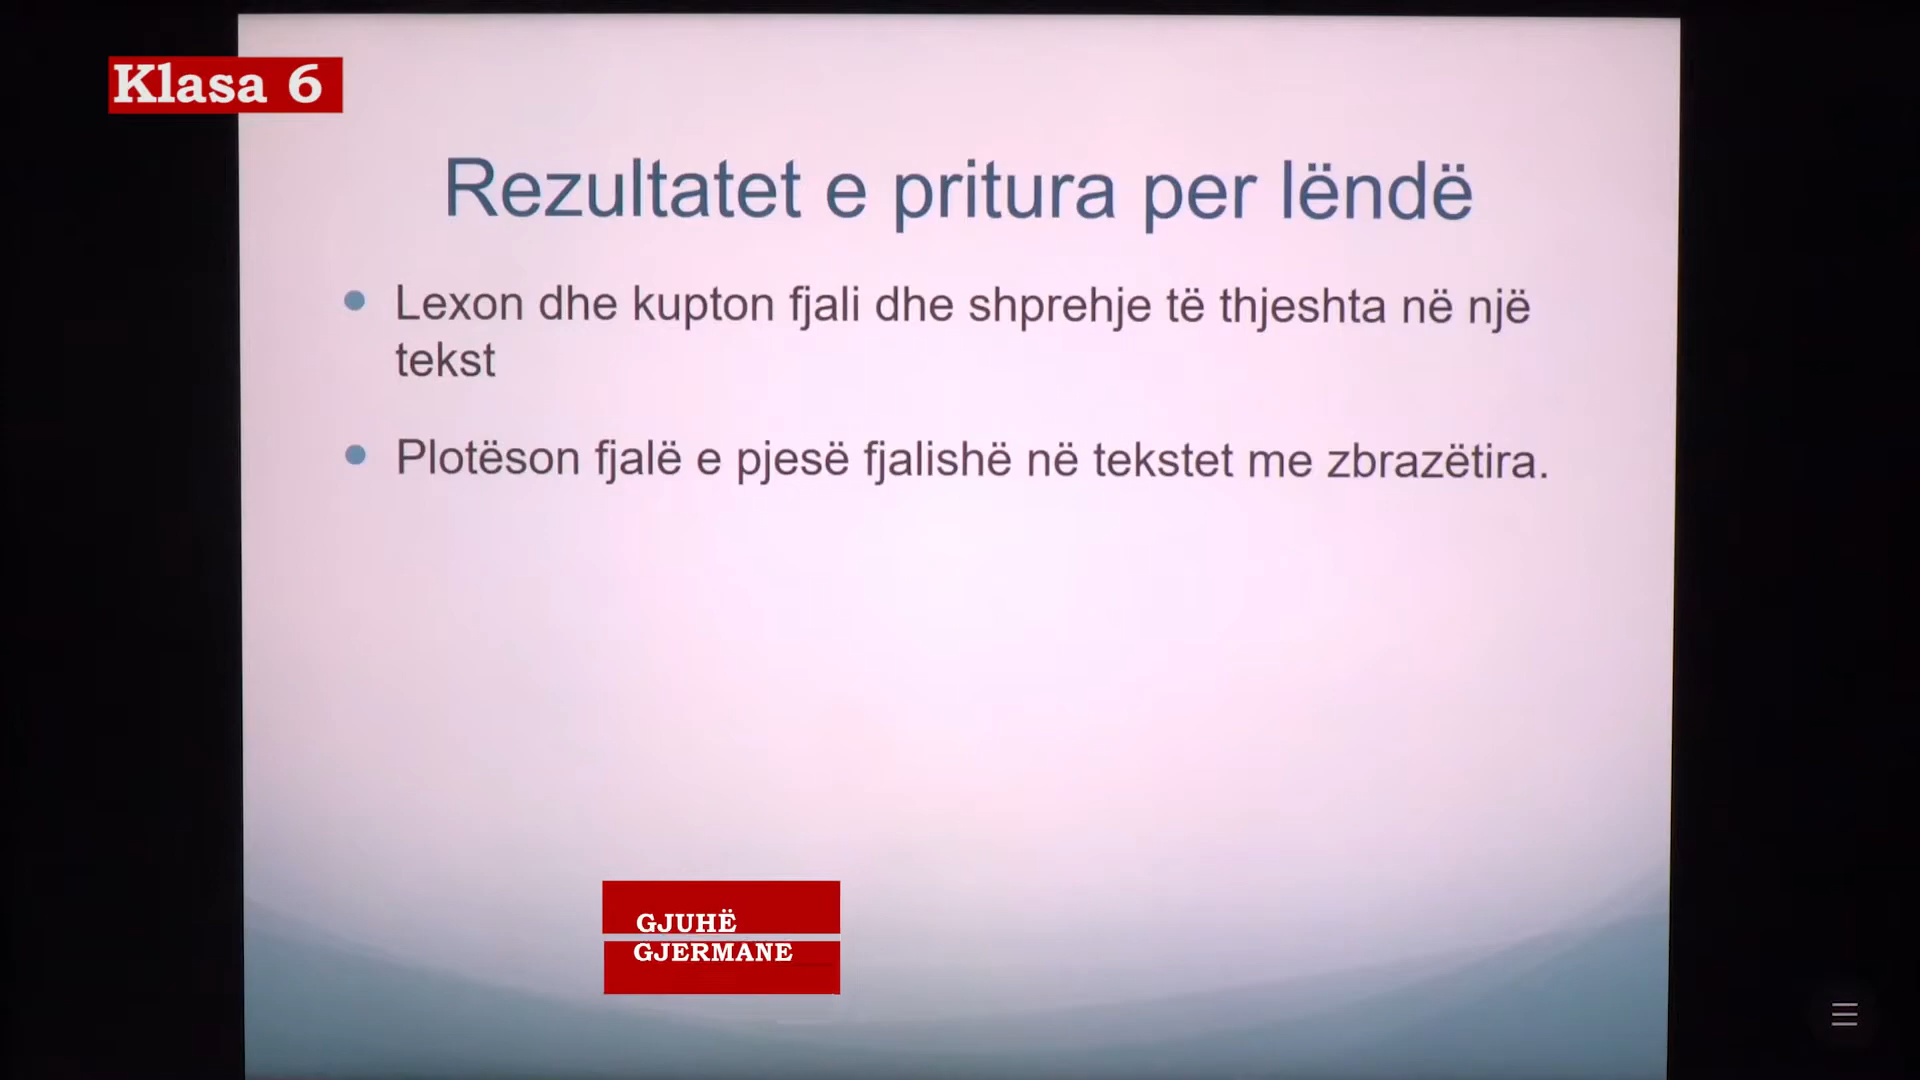 Klasa 6
Rezultatet e pritura per lëndë
Lexon dhe kupton fjali dhe shprehje të thjeshta në një
tekst
Plotëson fjalë e pjesë fjalishë në tekstet me zbrazëtira.
GJUHË
GJERMANE